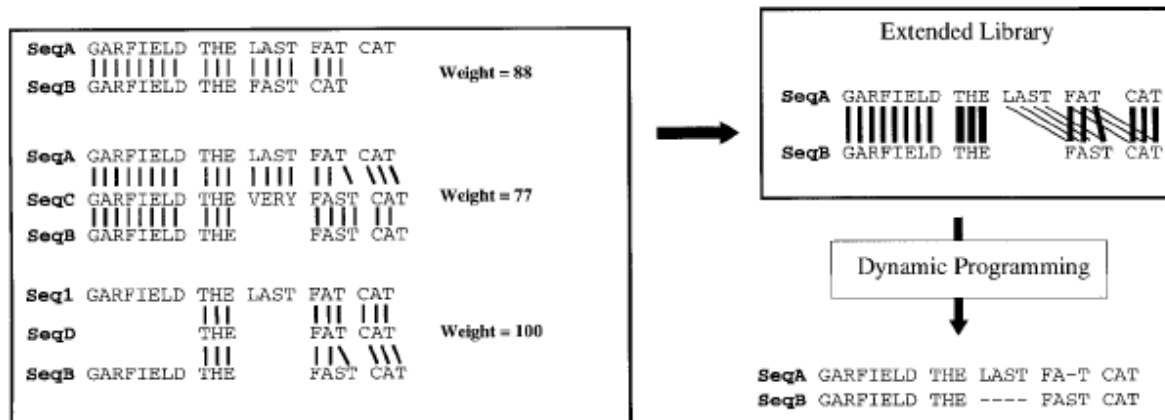 SeqA GARFIELD THE LAST FAT CAT
Weight = 88
SeqB GARFIELD THE FAST CAT
SeqA GARFIELD THE LAST FAT CAT
SeqC GARFIELD THE VERY FAST CAT
Weight = 77
SeqB GARFIELD THE FAST CAT
Seq1 GARFIELD THE LAST FAT CAT
SeqD THE FAT CAT
Weight = 100
SeqB GARFIELD THE FAST CAT
Extended Library
SeqA GARFIELD THE LAST FAT CAT
SeqB GARFIELD THE FAST CAT
Dynamic Programming
SeqA GARFIELD THE LAST FA-T CAT
SeqB GARFIELD THE ---- FAST CAT